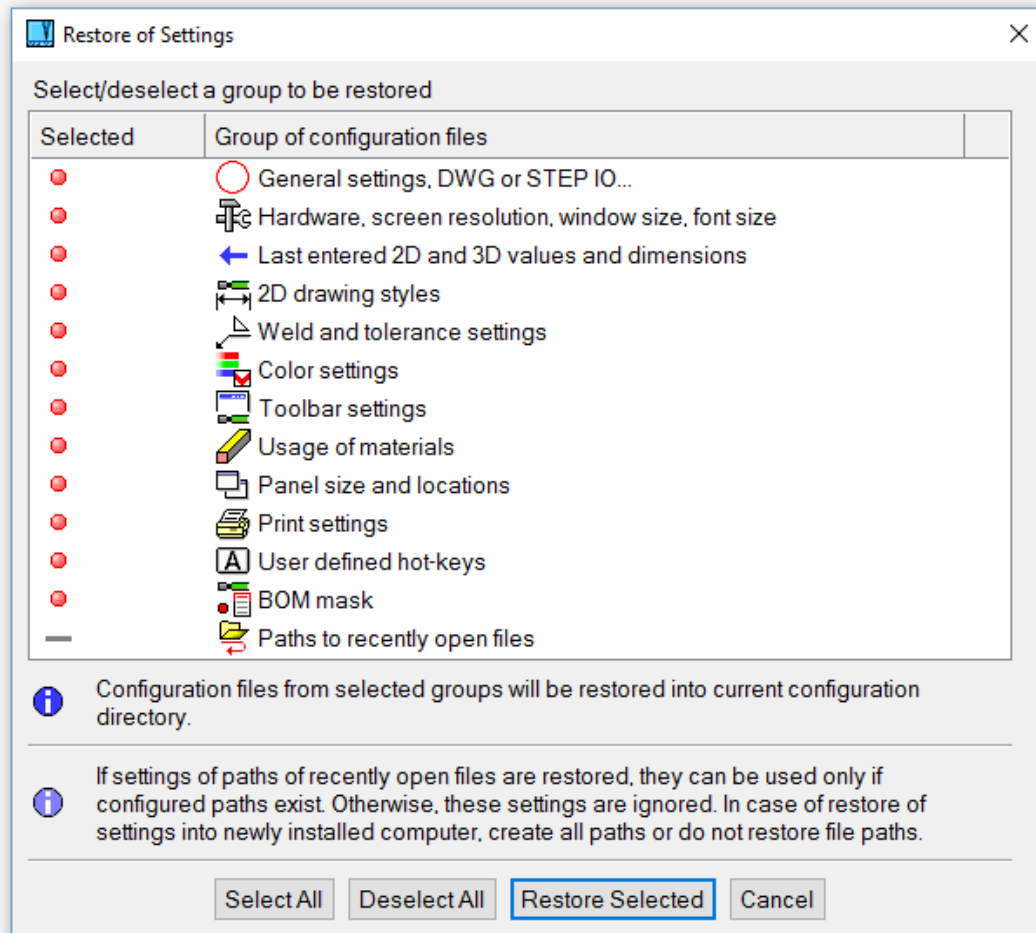 Restore of Settings
Select/deselect a group to be restored
Selected Group of configuration files
General settings, DWG or STEP IO...
Hardware, screen resolution, window size, font size
Last entered 2D and 3D values and dimensions
2D drawing styles
Weld and tolerance settings
Color settings
Toolbar settings
Usage of materials
Panel size and locations
Print settings
A User defined hot-keys
BOM mask
Paths to recently open files
Configuration files from selected groups will be restored into current configuration
directory.
If settings of paths of recently open files are restored, they can be used only if
configured paths exist. Otherwise, these settings are ignored. In case of restore of
settings into newly installed computer, create all paths or do not restore file paths.
Select All Deselect All Restore Selected Cancel